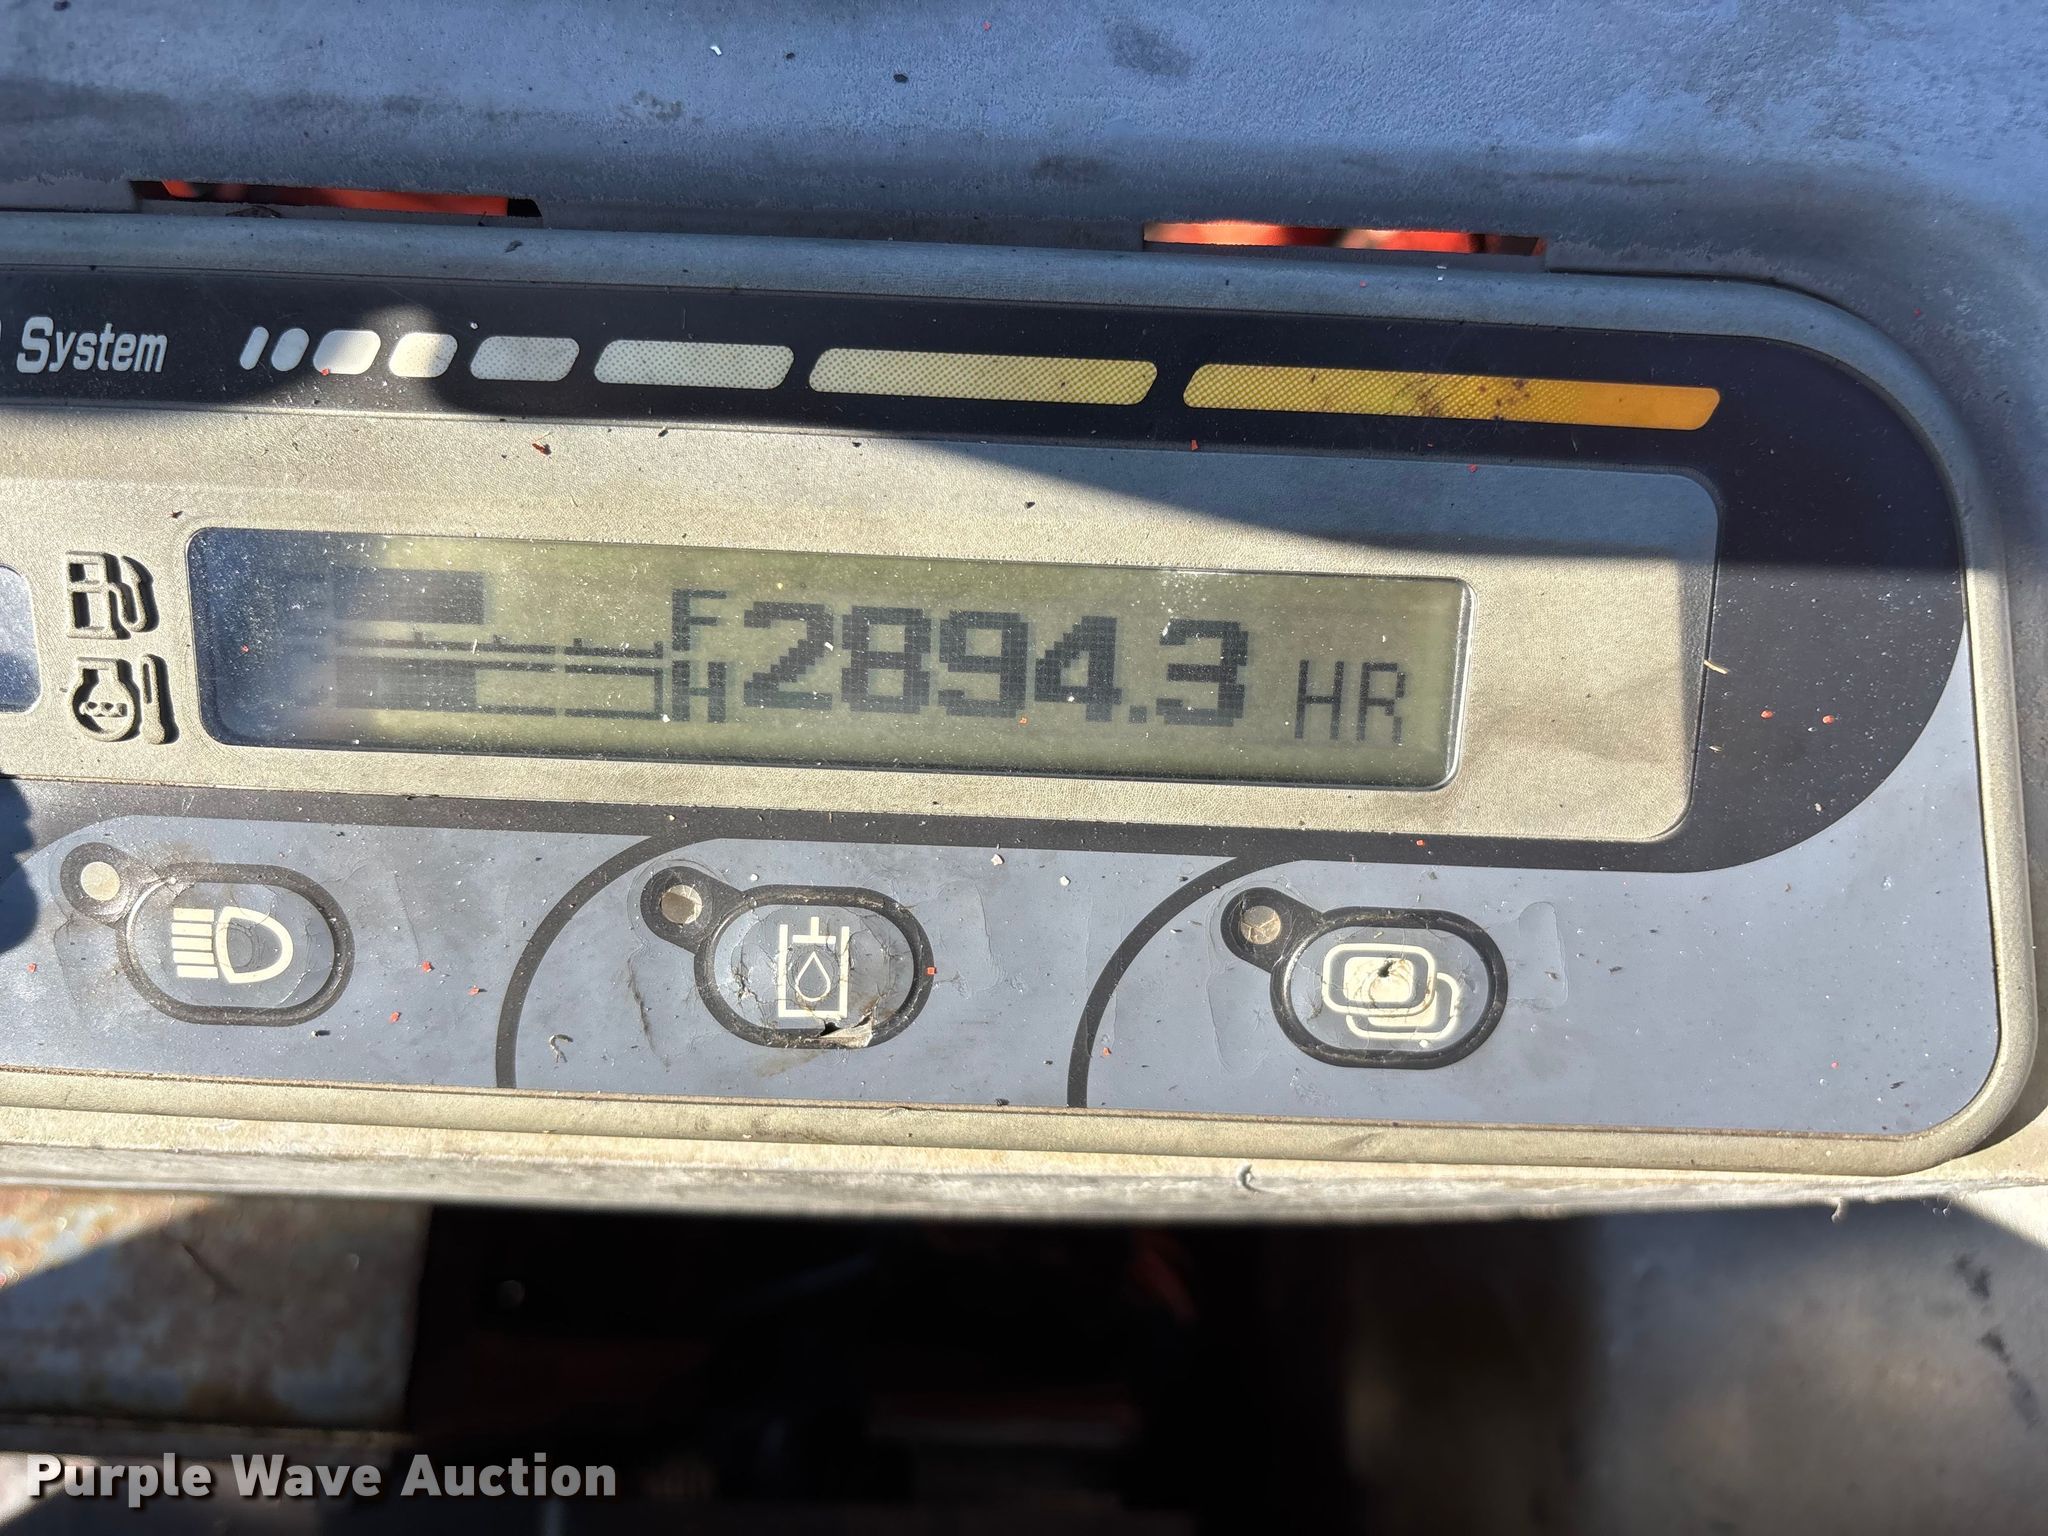 System
F
H
2894.3 HR
Purple Wave Auction